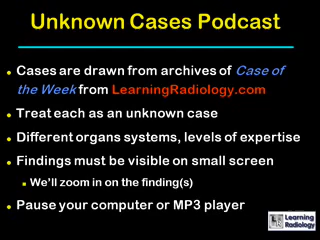 Unknown Cases Podcast
Cases are drawn from archives of Case of
the Week from LearningRadiology.com
Treat each as an unknown case
Different organs systems, levels of expertise
Findings must be visible on small screen
We'll zoom in on the finding(s)
Pause your computer or MP3 player
Learning
Radiology